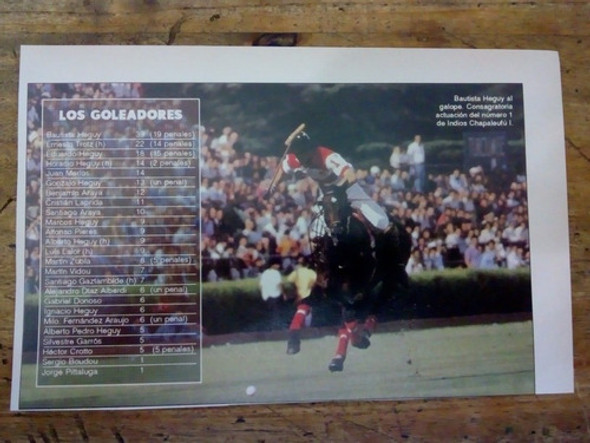 LOS GOLEADORES
Bautista Heguy (19 penales)
Ernesto Trotz (h) 22 (14 penales)
Eduardo Heguy 16 (15 penales)
Horacio Heguy (h) 14 (2 penales)
Juan Merlos 14
Gonzalo Heguy 13 (un penal)
Benjamín Araya 12
Cristián Laprida 11
Santiago Araya 10
Marcos Heguy 9
Alfonso Pieres 9
Alberto Heguy (h) 9
Luis Lalor (h)
Martín Zubía 8 (5 penales)
Martín Vidou 7
Santiago Gaztambide (h) 7
Alejandro Díaz Alberdi 6 (un penal)
Gabriel Donoso 6
Ignacio Heguy 6
Milo. Fernández Araujo 6 (un penal)
Alberto Pedro Heguy 5
Silvestre Garrós 5
Héctor Crotto 5 (5 penales)
Sergio Boudou 1
Jorge Pittaluga 1
Bautista Heguy al
galope. Consagratoria
actuación del número 1
de Indios Chapaleufú I.